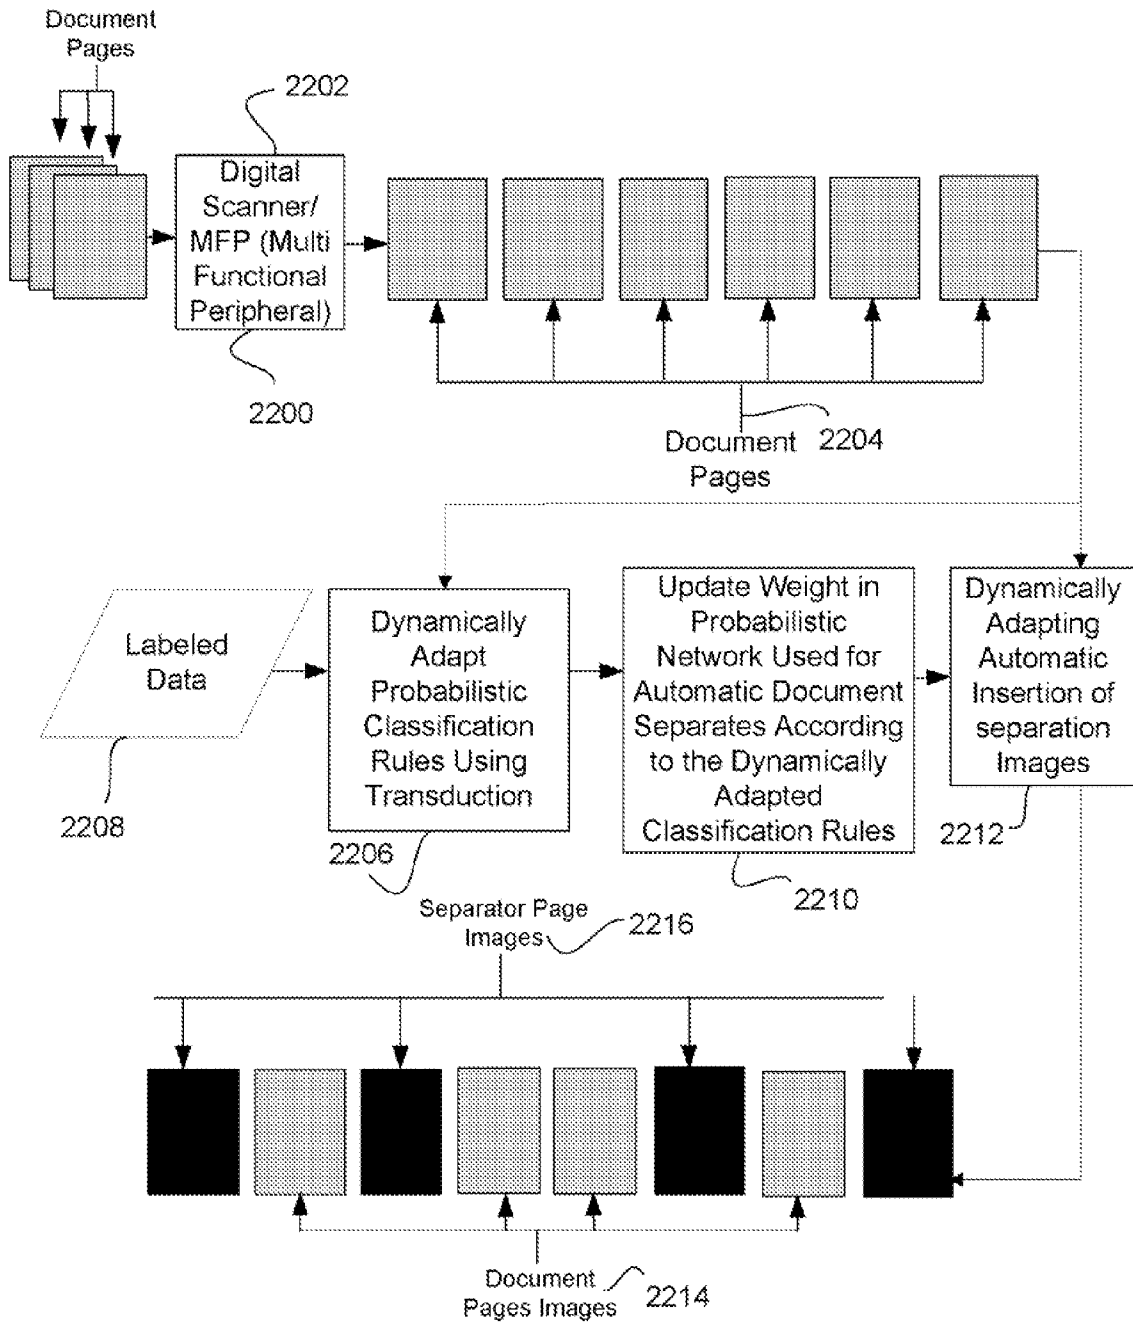 Document
Pages
2202
Digital
Scanner/
MFP (Multi
Functional
Peripheral)
2200
2204
Document
Pages
Labeled
Data
2208
Dynamically
Adapt
Probabilistic
Classification
Rules Using
Transduction
2206
Update Weight in
Probabilistic
Network Used for
Automatic Document
Separates According
to the Dynamically
Adapted
Classification Rules
2210
Dynamically
Adapting
Automatic
Insertion of
separation
Images
2212
Separator Page
Images
2216
Document
Pages Images
2214